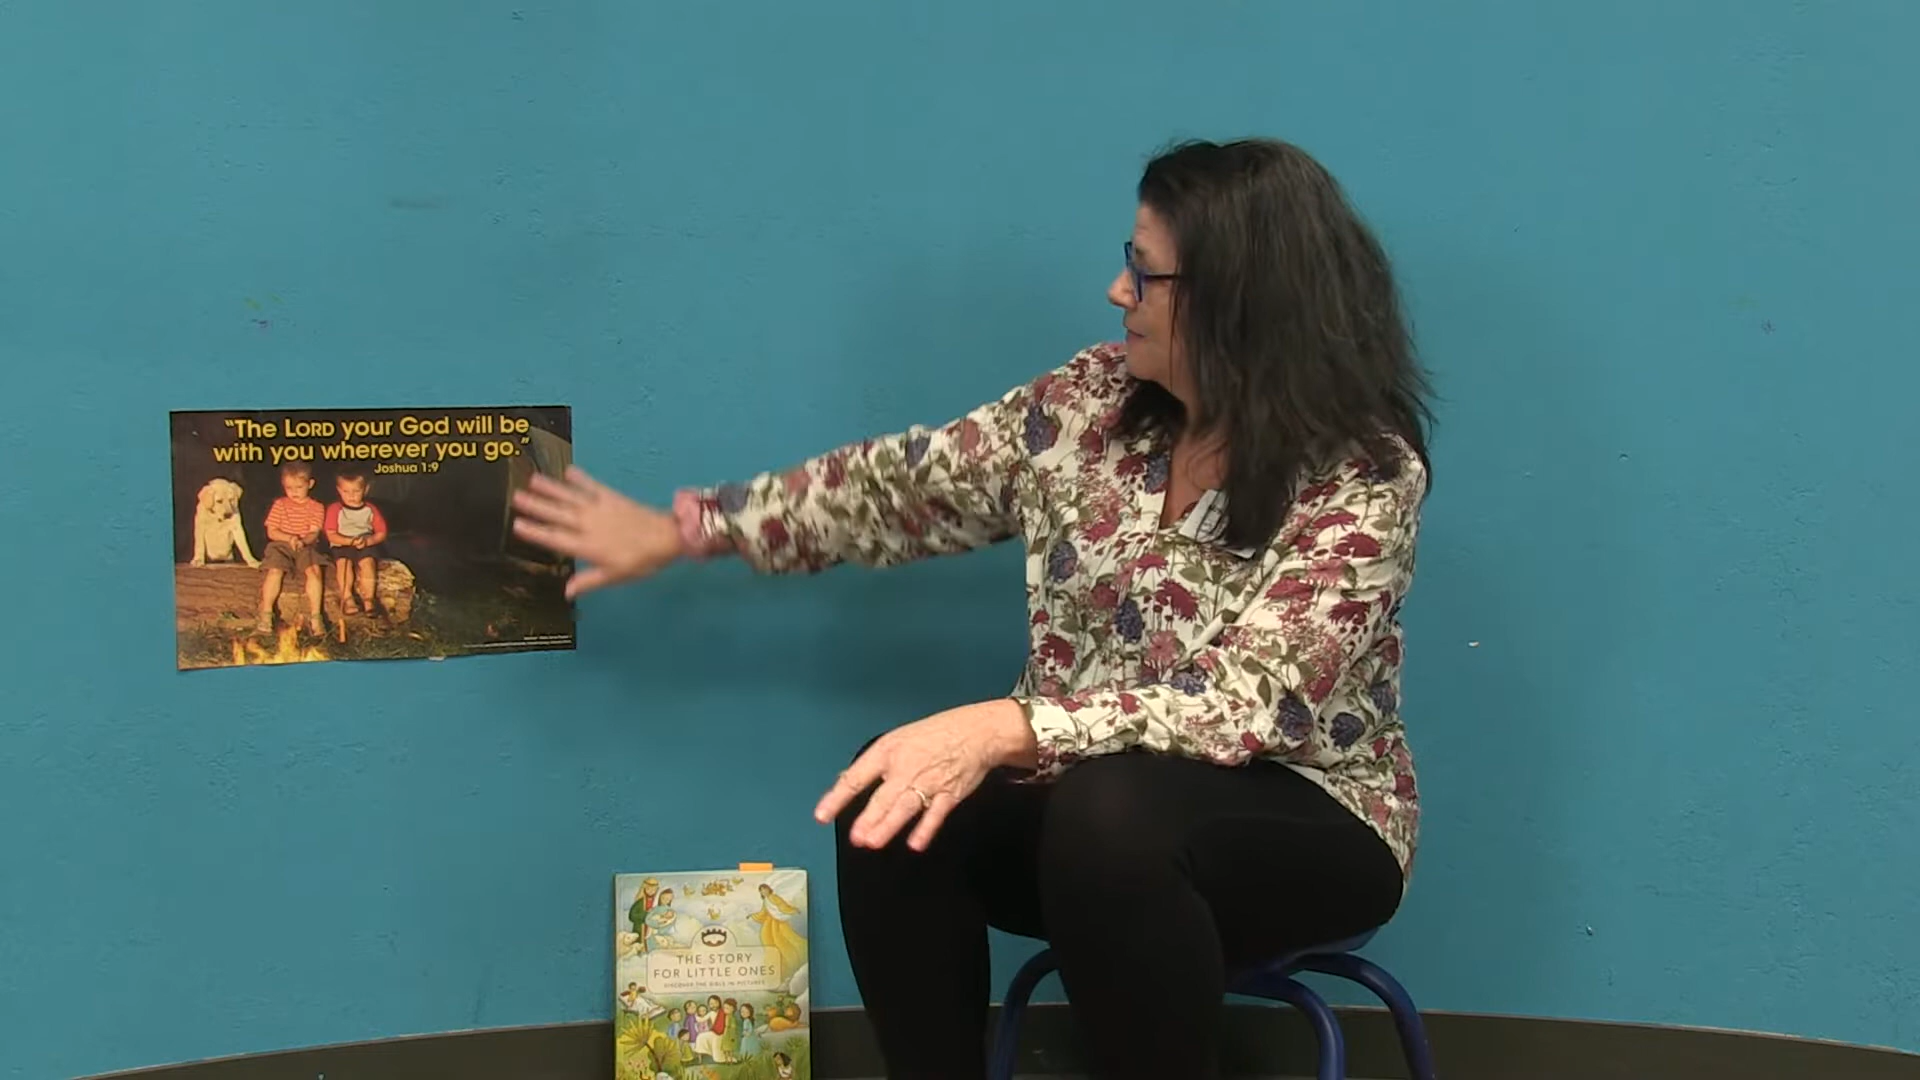 "The LORD your God will be
with you wherever you go."
Joshua 1:9
THE STORY
FOR LITTLE ONES
DISCOVER THE BIBLE IN PICTURES